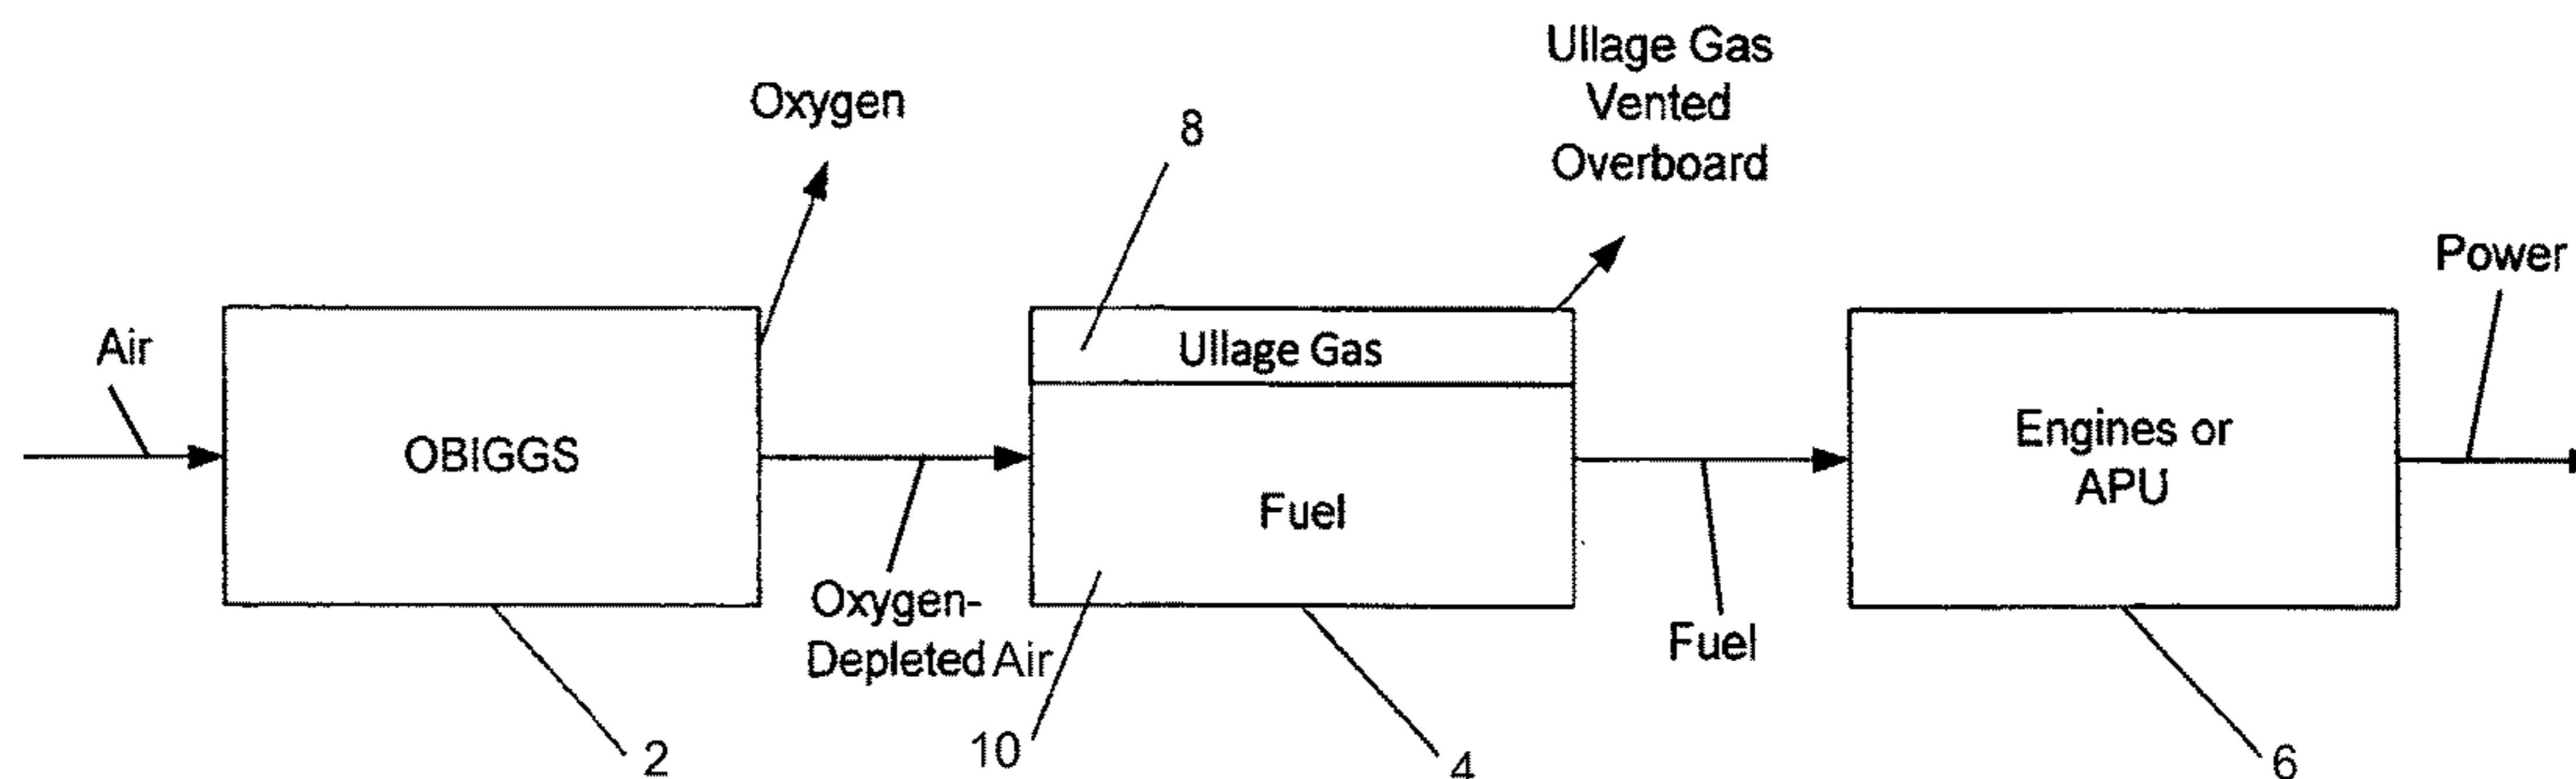 Ullage Gas
Vented
Overboard
Oxygen
8
Power
Air
Ullage Gas
OBIGGS
Engines or
APU
Fuel
Oxygen-
Depleted Air
Fuel
10
2
4
6